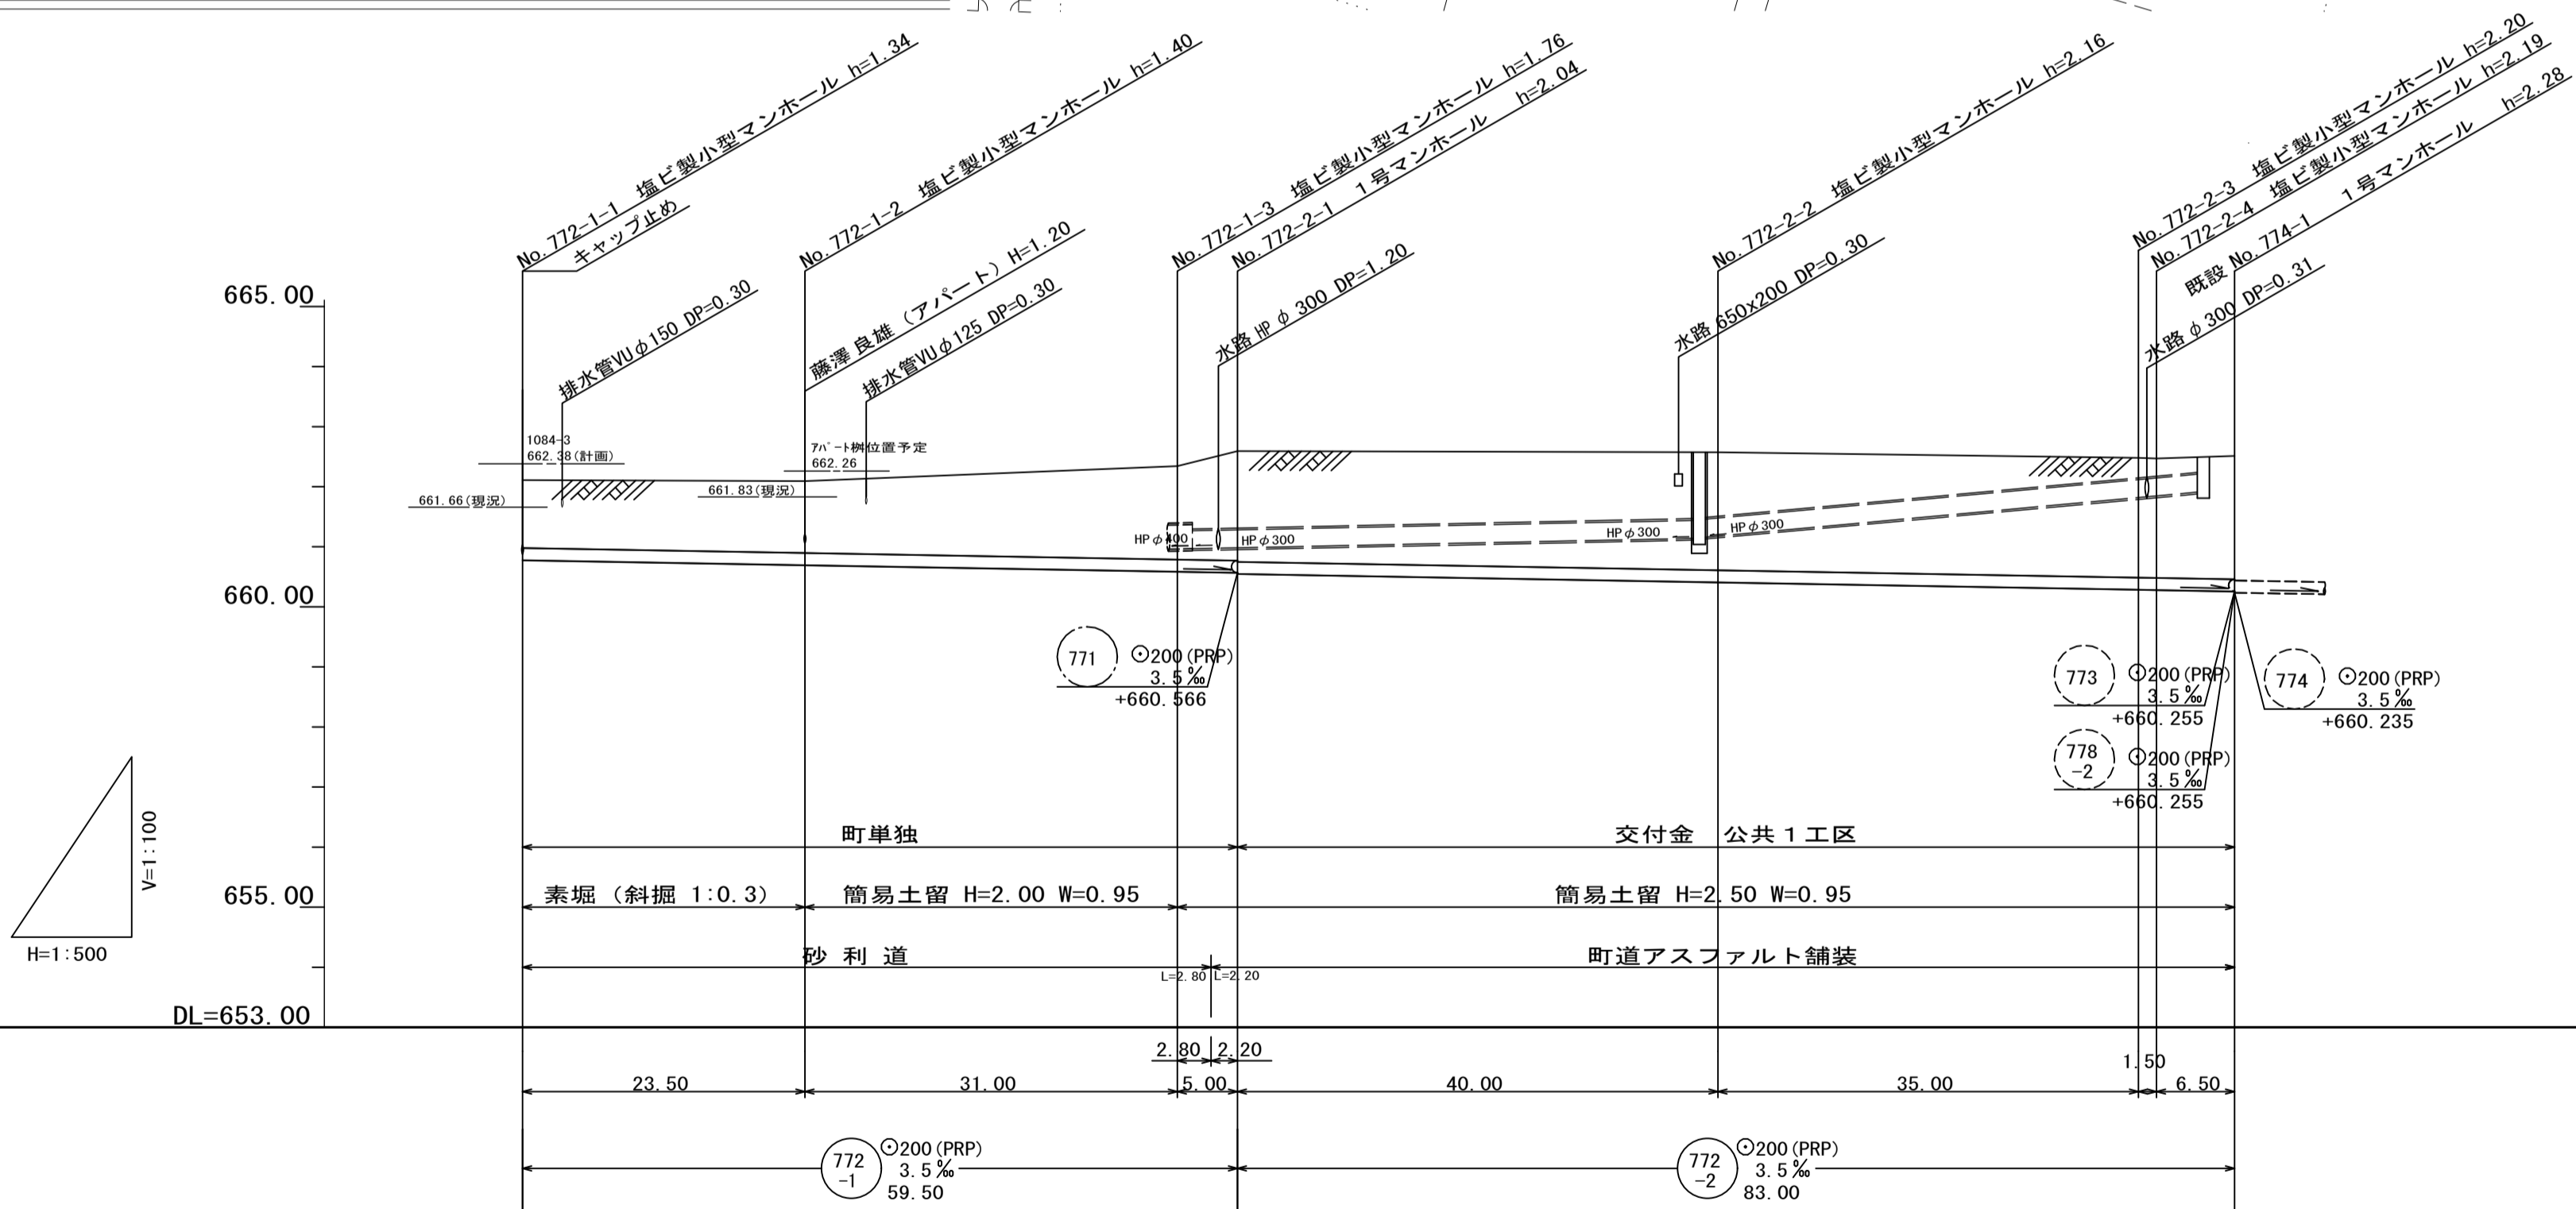 No. 772-1-1 塩ビ製小型マンホール h=1.34
キャップ止め
排水管VUφ150 DP=0.30
No. 772-1-2 塩ビ製小型マンホール h=1.40
藤澤 良雄（アパート）H=1.20
排水管VUφ125 DP=0.30
No. 772-1-3 塩ビ製小型マンホール h=1.76
No. 772-2-1 1号マンホール h=2.04
水路 HPφ300 DP=1.20
No. 772-2-2 塩ビ製小型マンホール h=2.16
水路 650x200 DP=0.30
No. 772-2-3 塩ビ製小型マンホール h=2.20
No. 772-2-4 塩ビ製小型マンホール h=2.19
既設 No. 774-1 1号マンホール h=2.28
水路 φ300 DP=0.31
665.00
1084-3
662.38(計画)
661.66(現況)
ｱﾊﾟｰﾄ桝位置予定
662.26
661.83(現況)
HPφ400
HPφ300
HPφ300
HPφ300
660.00
771 200(PRP)
3.5‰
+660.566
773 200(PRP)
3.5‰
+660.255
774 200(PRP)
3.5‰
+660.235
778-2 200(PRP)
3.5‰
+660.255
V=1:100
H=1:500
町単独
交付金 公共1工区
655.00
素堀（斜掘 1:0.3）
簡易土留 H=2.00 W=0.95
簡易土留 H=2.50 W=0.95
砂利道
L=2.80
L=2.20
町道アスファルト舗装
DL=653.00
2.80
2.20
23.50
31.00
5.00
40.00
35.00
1.50
6.50
772-1 200(PRP)
3.5‰
59.50
772-2 200(PRP)
3.5‰
83.00